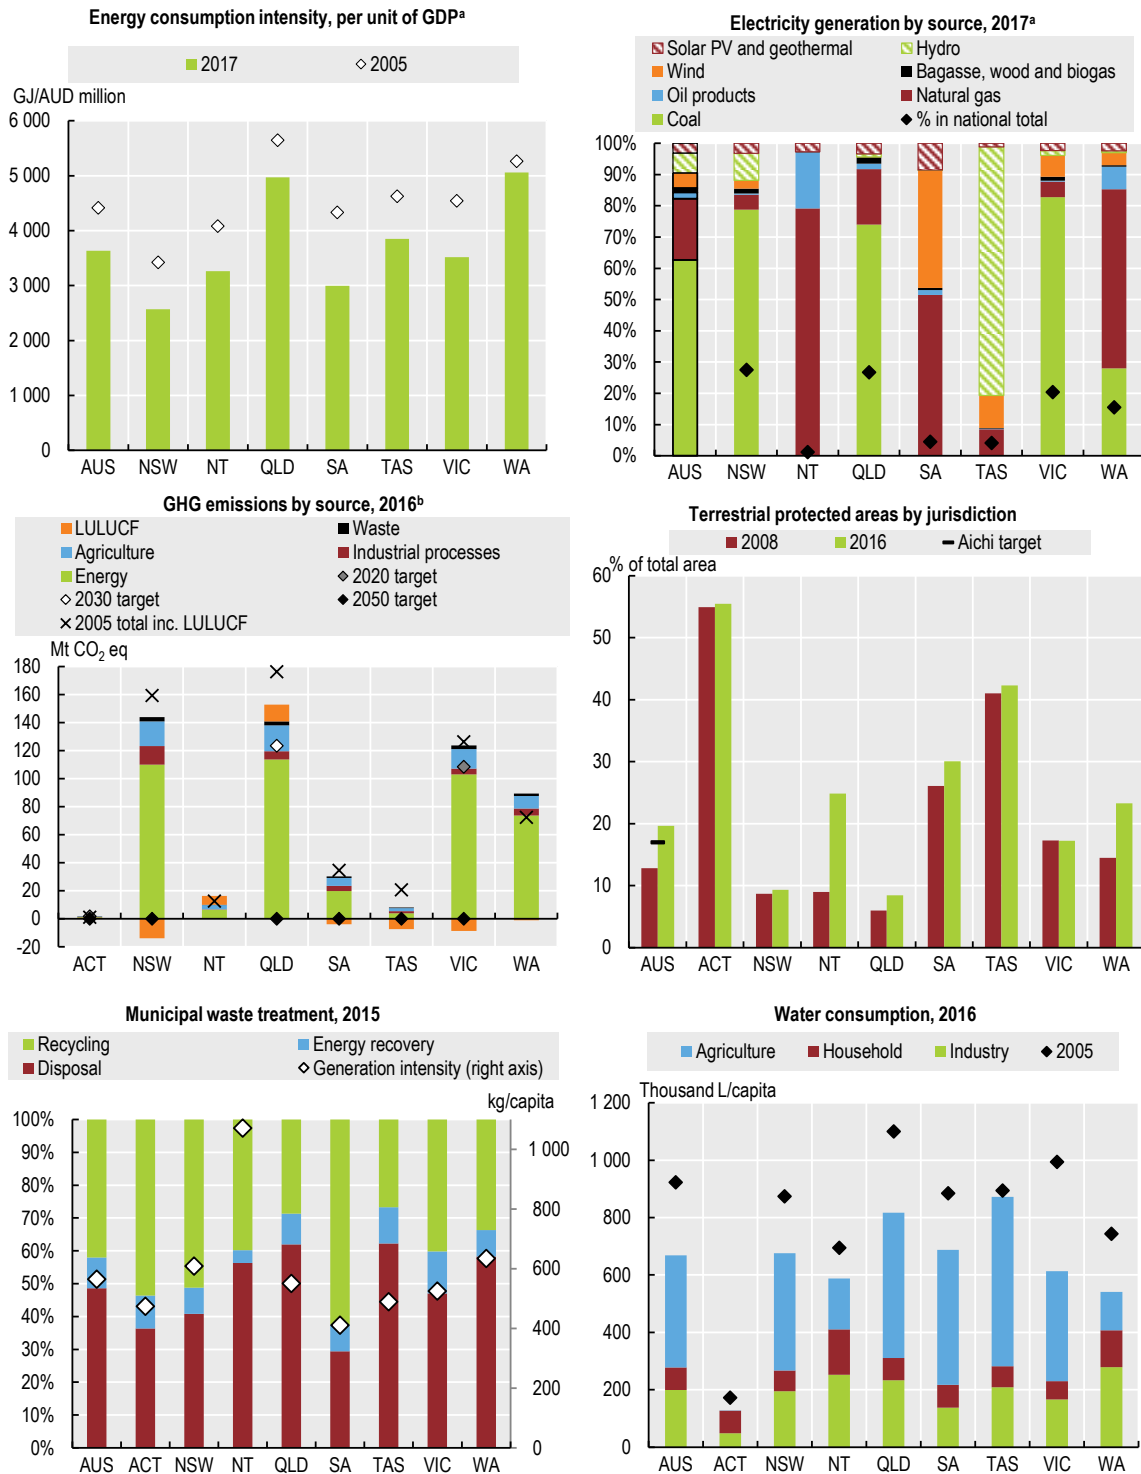 Energy consumption intensity, per unit of GDPᵃ
2017
2005
GJ/AUD million
6 000
5 000
4 000
3 000
2 000
1 000
0
AUS NSW NT QLD SA TAS VIC WA
Electricity generation by source, 2017ᵃ
Solar PV and geothermal
Hydro
Wind
Bagasse, wood and biogas
Oil products
Natural gas
Coal
% in national total
100%
90%
80%
70%
60%
50%
40%
30%
20%
10%
0%
AUS NSW NT QLD SA TAS VIC WA
GHG emissions by source, 2016ᵇ
LULUCF
Waste
Agriculture
Industrial processes
Energy
2020 target
2030 target
2050 target
2005 total inc. LULUCF
Mt CO₂ eq
180
160
140
120
100
80
60
40
20
0
-20
ACT NSW NT QLD SA TAS VIC WA
Terrestrial protected areas by jurisdiction
2008
2016
Aichi target
% of total area
60
50
40
30
20
10
0
AUS ACT NSW NT QLD SA TAS VIC WA
Municipal waste treatment, 2015
Recycling
Energy recovery
Disposal
Generation intensity (right axis)
kg/capita
100%
90%
80%
70%
60%
50%
40%
30%
20%
10%
0%
1 000
800
600
400
200
0
AUS ACT NSW NT QLD SA TAS VIC WA
Water consumption, 2016
Agriculture
Household
Industry
2005
Thousand L/capita
1 200
1 000
800
600
400
200
0
AUS ACT NSW NT QLD SA TAS VIC WA